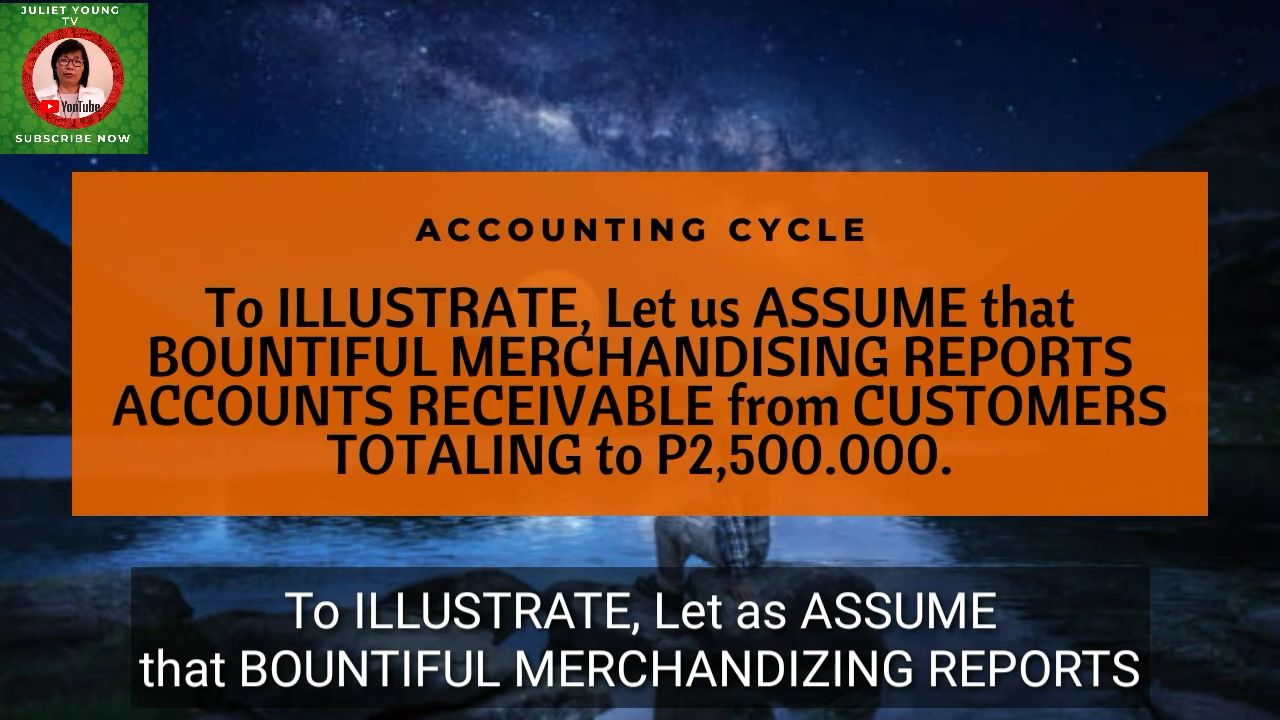 JULIET YOUNG
TV
YouTube
SUBSCRIBE NOW
ACCOUNTING CYCLE
To ILLUSTRATE, Let us ASSUME that
BOUNTIFUL MERCHANDISING REPORTS
ACCOUNTS RECEIVABLE from CUSTOMERS
TOTALING to P2,500.000.
To ILLUSTRATE, Let as ASSUME
that BOUNTIFUL MERCHANDIZING REPORTS